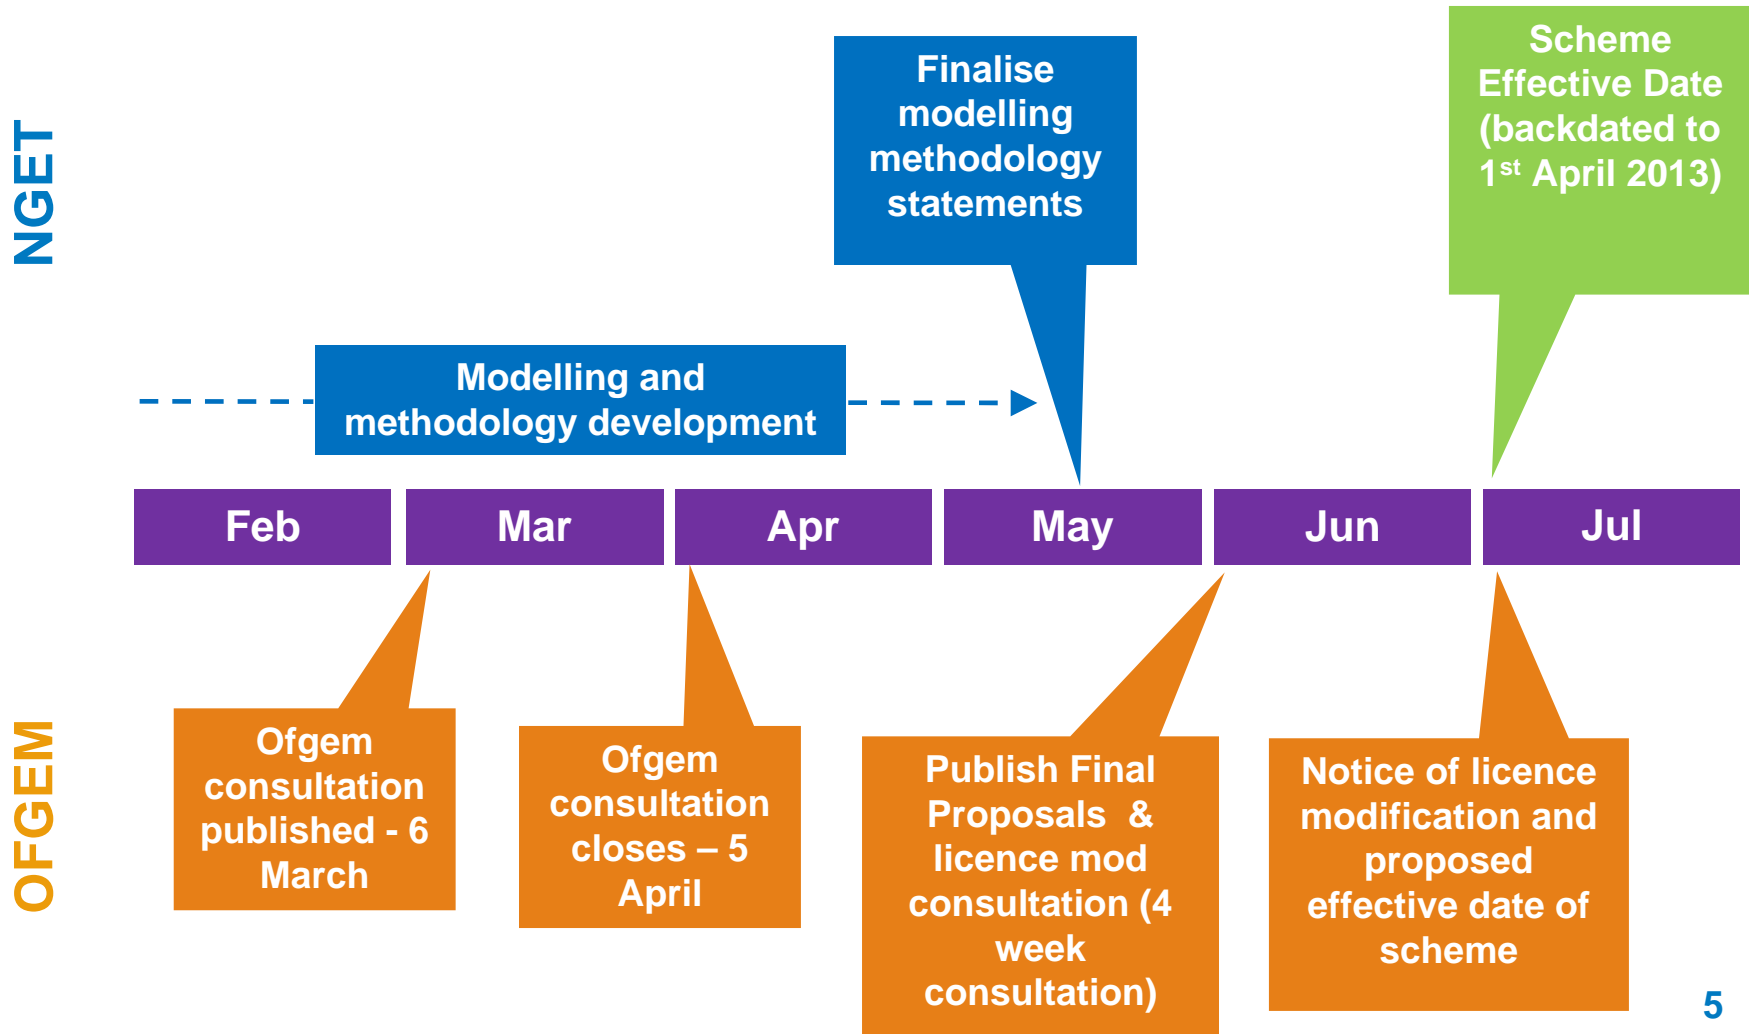 NGET
Finalise
modelling
methodology
statements
Scheme
Effective Date
(backdated to
1st April 2013)
Modelling and
methodology development
Feb
Mar
Apr
May
Jun
Jul
OFGEM
Ofgem
consultation
published - 6
March
Ofgem
consultation
closes – 5
April
Publish Final
Proposals  &
licence mod
consultation (4
week
consultation)
Notice of licence
modification and
proposed
effective date of
scheme
5